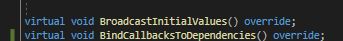 virtual void BroadcastInitialValues() override;
virtual void BindCallbacksToDependencies() override;